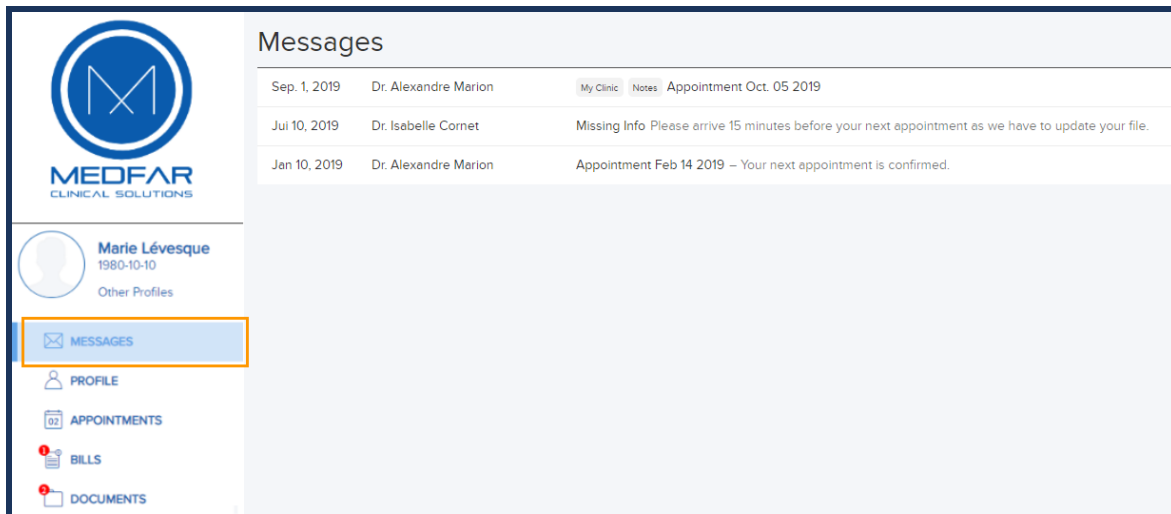 MEDFAR
CLINICAL SOLUTIONS
Marie Lévesque
1980-10-10
Other Profiles
MESSAGES
PROFILE
02 APPOINTMENTS
1 BILLS
2 DOCUMENTS
Messages
Sep. 1, 2019 Dr. Alexandre Marion My Clinic Notes Appointment Oct. 05 2019
Jui 10, 2019 Dr. Isabelle Cornet Missing Info Please arrive 15 minutes before your next appointment as we have to update your file.
Jan 10, 2019 Dr. Alexandre Marion Appointment Feb 14 2019 – Your next appointment is confirmed.